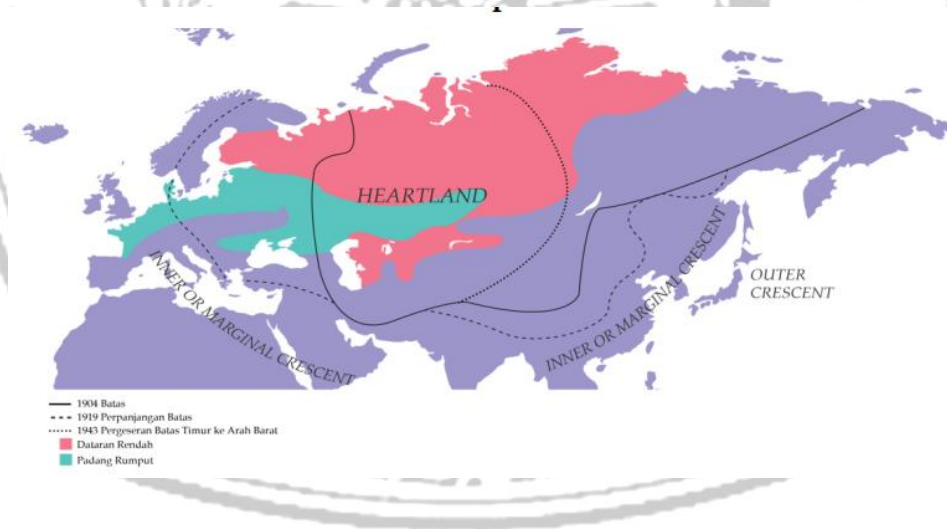 HEARTLAND
INNER OR MARGINAL CRESCENT
INNER OR MARGINAL CRESCENT
OUTER
CRESCENT
1904 Batas
1919 Perpanjangan Batas
1943 Pergeseran Batas Timur ke Arah Barat
Dataran Rendah
Padang Rumput